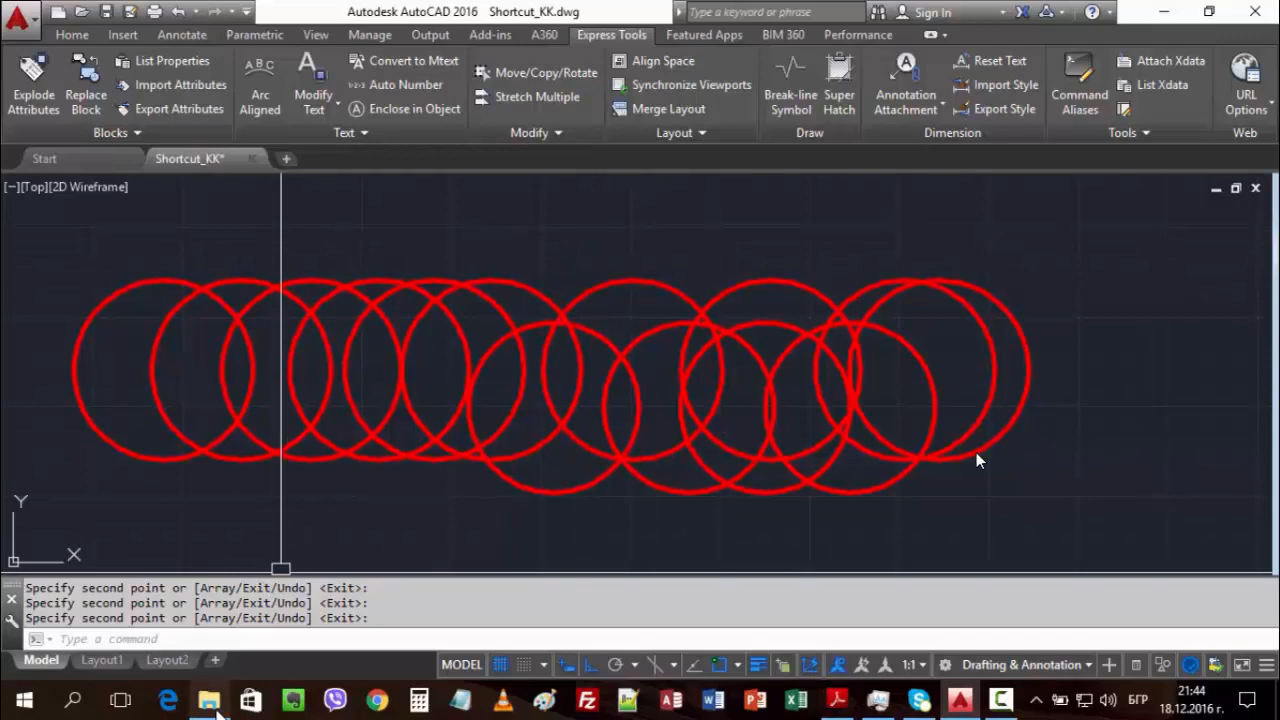 Autodesk AutoCAD 2016 Shortcut_KK.dwg
Type a keyword or phrase
Sign In
Home Insert Annotate Parametric View Manage Output Add-ins A360 Express Tools Featured Apps BIM 360 Performance
Explode Attributes
Replace Block
List Properties
Import Attributes
Export Attributes
Blocks
ABC
Arc Aligned
Modify Text
Convert to Mtext
Auto Number
Enclose in Object
Text
Move/Copy/Rotate
Stretch Multiple
Modify
Align Space
Synchronize Viewports
Merge Layout
Layout
Break-line Symbol
Super Hatch
Draw
Annotation Attachment
Reset Text
Import Style
Export Style
Dimension
Command Aliases
Attach Xdata
List Xdata
Tools
URL Options
Web
Start
Shortcut_KK*
[−][Top][2D Wireframe]
Y
X
Specify second point or [Array/Exit/Undo] <Exit>:
Specify second point or [Array/Exit/Undo] <Exit>:
Specify second point or [Array/Exit/Undo] <Exit>:
Type a command
Model Layout1 Layout2
MODEL
1:1
Drafting & Annotation
БГР
21:44
18.12.2016 г.